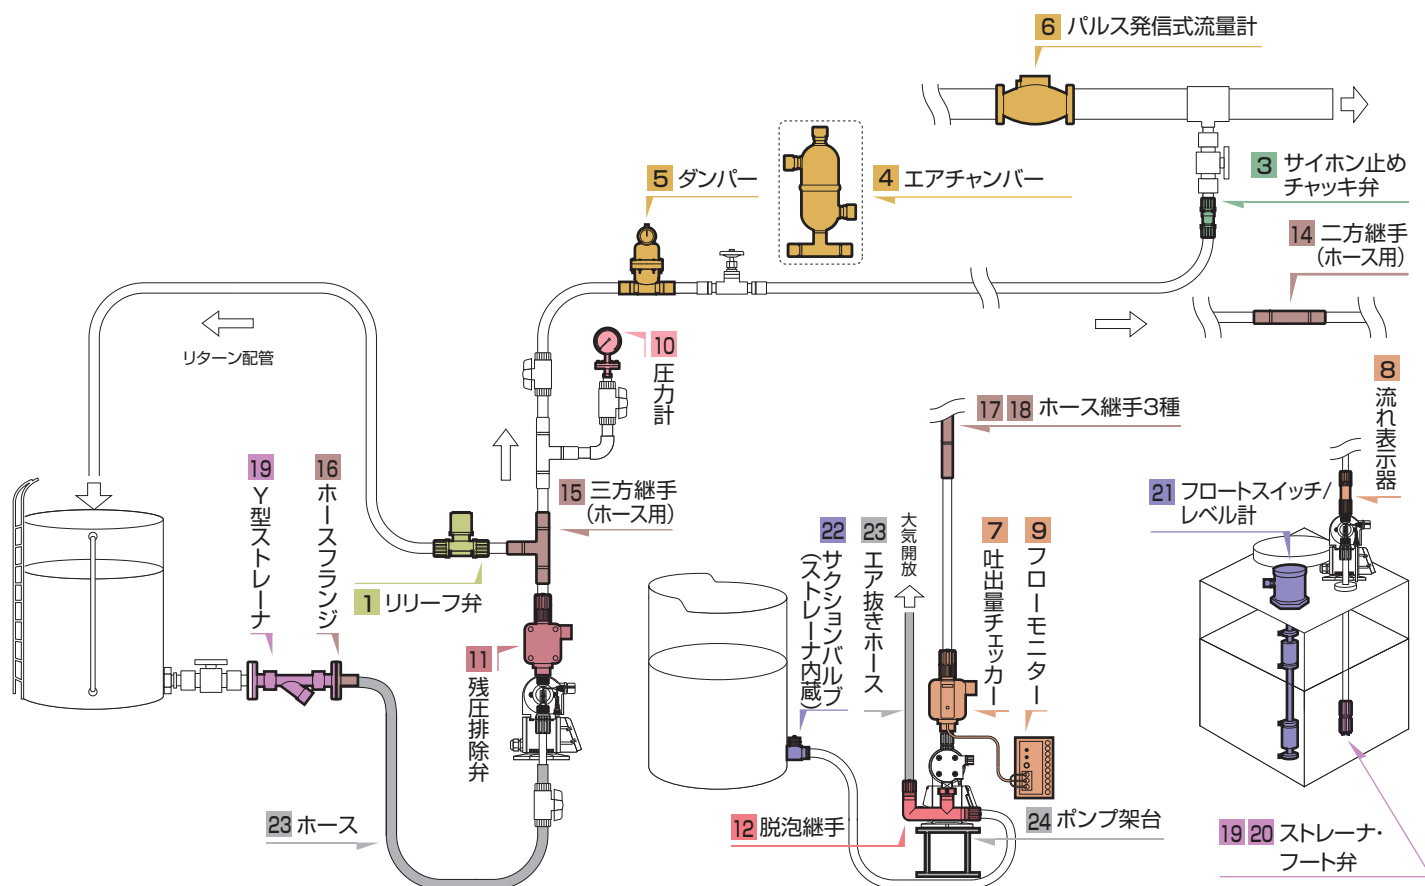 6 パルス発信式流量計
5 ダンパー
4 エアチャンバー
3 サイホン止め
チャッキ弁
14 二方継手
(ホース用)
リターン配管
10 圧力計
8 流れ表示器
17 18 ホース継手3種
19 Y型ストレーナ
16 ホースフランジ
15 三方継手
(ホース用)
21 フロートスイッチ/
レベル計
22 サクションバルブ
(ストレーナ内蔵)
23 エア抜きホース
大気開放
7 吐出量チェッカー
9 フローモニター
1 リリーフ弁
11 残圧排除弁
23 ホース
12 脱泡継手
24 ポンプ架台
19 20 ストレーナ・
フート弁